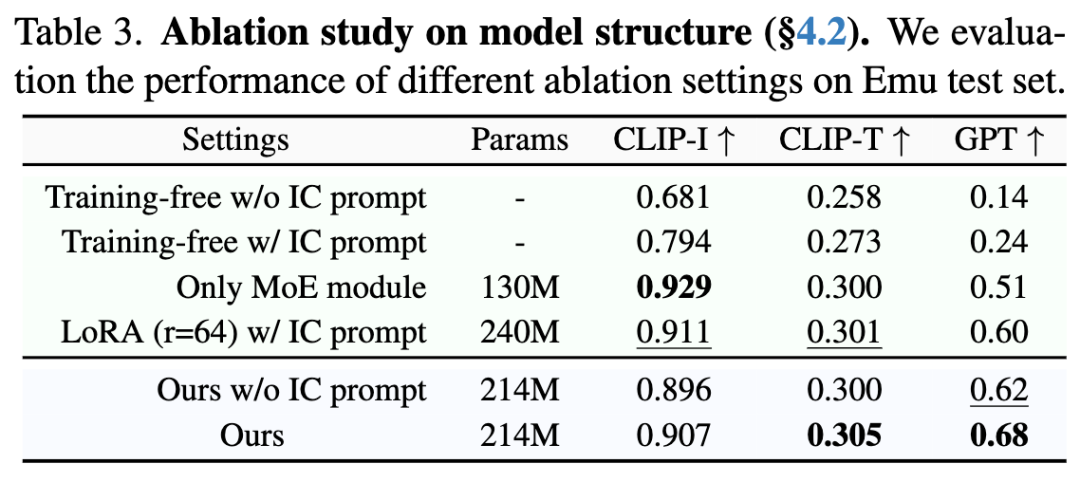 Table 3. Ablation study on model structure (§4.2). We evalua-
tion the performance of different ablation settings on Emu test set.
Settings Params CLIP-I ↑ CLIP-T ↑ GPT ↑
Training-free w/o IC prompt - 0.681 0.258 0.14
Training-free w/ IC prompt - 0.794 0.273 0.24
Only MoE module 130M 0.929 0.300 0.51
LoRA (r=64) w/ IC prompt 240M 0.911 0.301 0.60
Ours w/o IC prompt 214M 0.896 0.300 0.62
Ours 214M 0.907 0.305 0.68